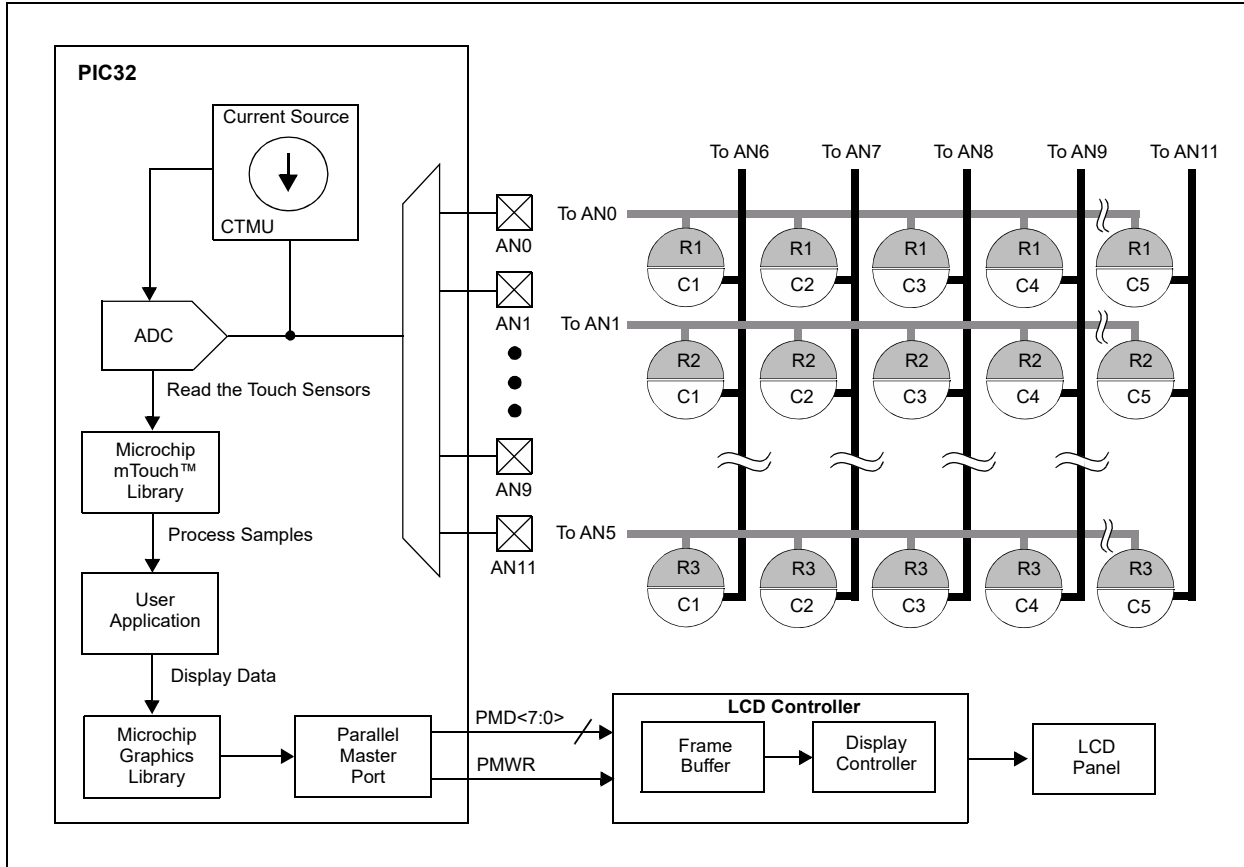 PIC32
Current Source
CTMU
ADC
Read the Touch Sensors
Microchip
mTouch™
Library
Process Samples
User
Application
Display Data
Microchip
Graphics
Library
Parallel
Master
Port
AN0
AN1
AN9
AN11
To AN6
To AN7
To AN8
To AN9
To AN11
To AN0
R1 R1 R1 R1 R1
C1 C2 C3 C4 C5
To AN1
R2 R2 R2 R2 R2
C1 C2 C3 C4 C5
To AN5
R3 R3 R3 R3 R3
C1 C2 C3 C4 C5
PMD<7:0>
PMWR
LCD Controller
Frame
Buffer
Display
Controller
LCD
Panel